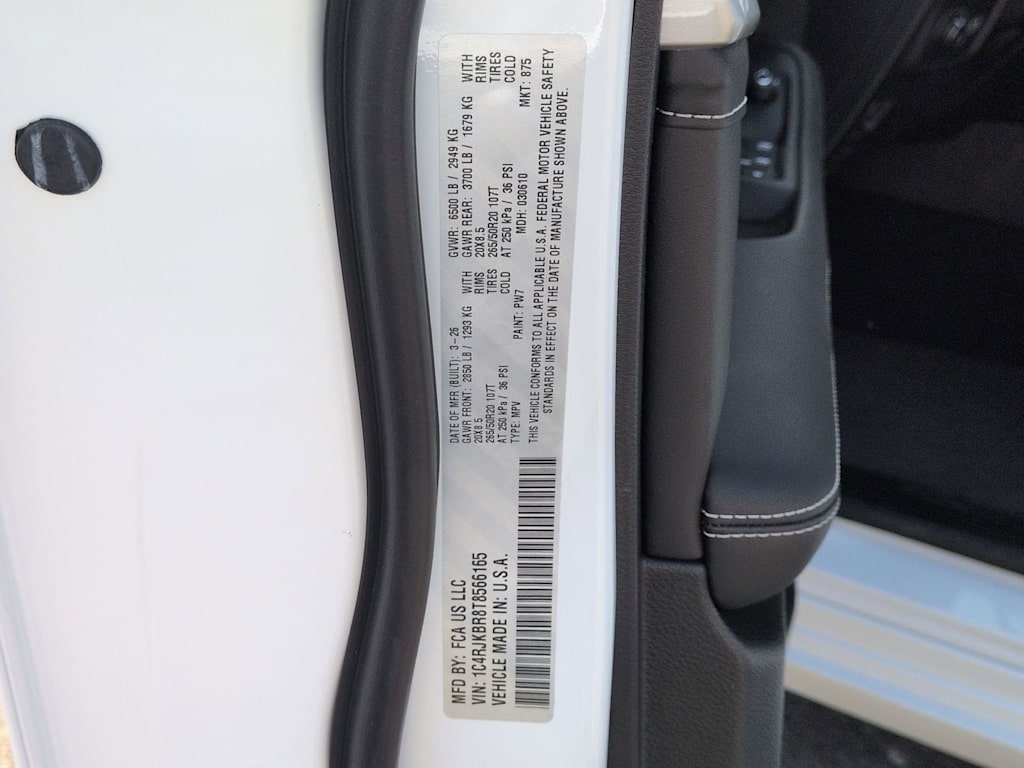 MFD BY: FCA US LLC
VIN: 1C4RJKBR8T8566165
VEHICLE MADE IN: U.S.A.
DATE OF MFR (BUILT): 3-26
GAWR FRONT: 2850 LB / 1293 KG WITH
20X8.5 RIMS
265/50R20 107T TIRES
AT 250 kPa / 36 PSI COLD
TYPE: MPV PAINT: PW7
GVWR: 6500 LB / 2949 KG
GAWR REAR: 3700 LB / 1679 KG WITH
20X8.5 RIMS
265/50R20 107T TIRES
AT 250 kPa / 36 PSI COLD
MDH: 030610 MKT: 875
THIS VEHICLE CONFORMS TO ALL APPLICABLE U.S.A. FEDERAL MOTOR VEHICLE SAFETY
STANDARDS IN EFFECT ON THE DATE OF MANUFACTURE SHOWN ABOVE.